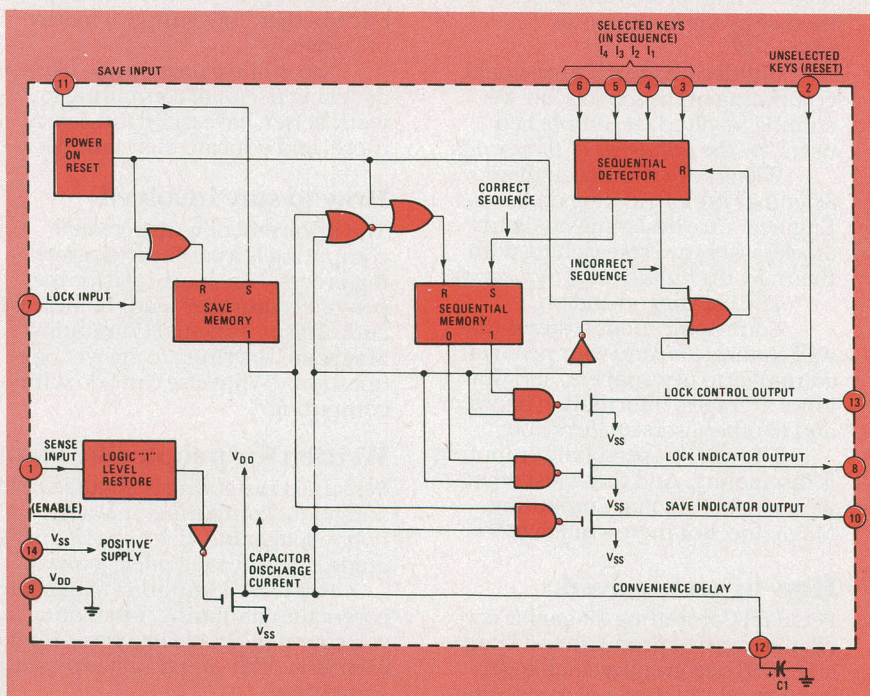 SELECTED KEYS
(IN SEQUENCE)
I4 I3 I2 I1
UNSELECTED
KEYS (RESET)
SAVE INPUT
11
6
5
4
3
2
POWER
ON
RESET
SEQUENTIAL
DETECTOR
R
CORRECT
SEQUENCE
INCORRECT
SEQUENCE
7
LOCK INPUT
R
S
SAVE
MEMORY
1
R
S
SEQUENTIAL
MEMORY
0
1
LOCK CONTROL OUTPUT
13
VSS
SENSE
INPUT
1
LOGIC "1"
LEVEL
RESTORE
VDD
LOCK INDICATOR OUTPUT
8
VSS
SAVE INDICATOR OUTPUT
10
VSS
(ENABLE)
14
VSS
POSITIVE'
SUPPLY
CAPACITOR
DISCHARGE
CURRENT
9
VDD
CONVENIENCE DELAY
VSS
12
+
C1